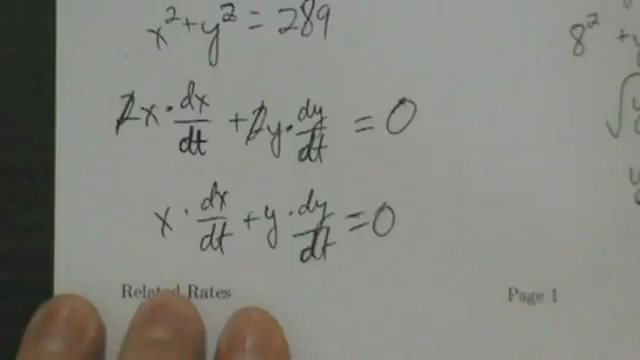 x² + y² = 289
2x · dx/dt + 2y · dy/dt = 0
x · dx/dt + y · dy/dt = 0
8² + y
√y
y
Related Rates
Page 1